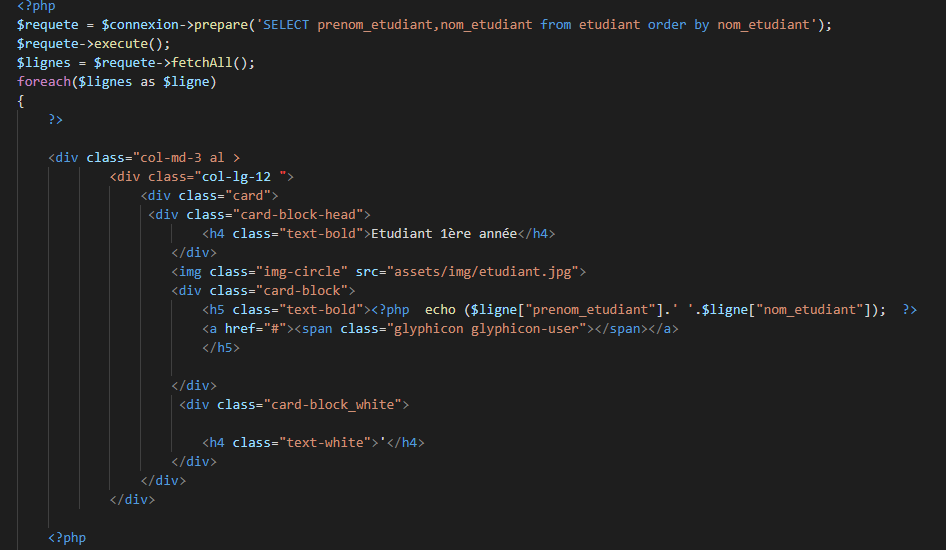 <?php
$requete = $connexion->prepare('SELECT prenom_etudiant,nom_etudiant from etudiant order by nom_etudiant');
$requete->execute();
$lignes = $requete->fetchAll();
foreach($lignes as $ligne)
{
?>
<div class="col-md-3 al >
<div class="col-lg-12 ">
<div class="card">
<div class="card-block-head">
<h4 class="text-bold">Etudiant 1ère année</h4>
</div>
<img class="img-circle" src="assets/img/etudiant.jpg">
<div class="card-block">
<h5 class="text-bold"><?php  echo ($ligne["prenom_etudiant"].' '.$ligne["nom_etudiant"]);  ?>
<a href="#"><span class="glyphicon glyphicon-user"></span></a>
</h5>
</div>
<div class="card-block_white">
<h4 class="text-white">'</h4>
</div>
</div>
</div>
<?php